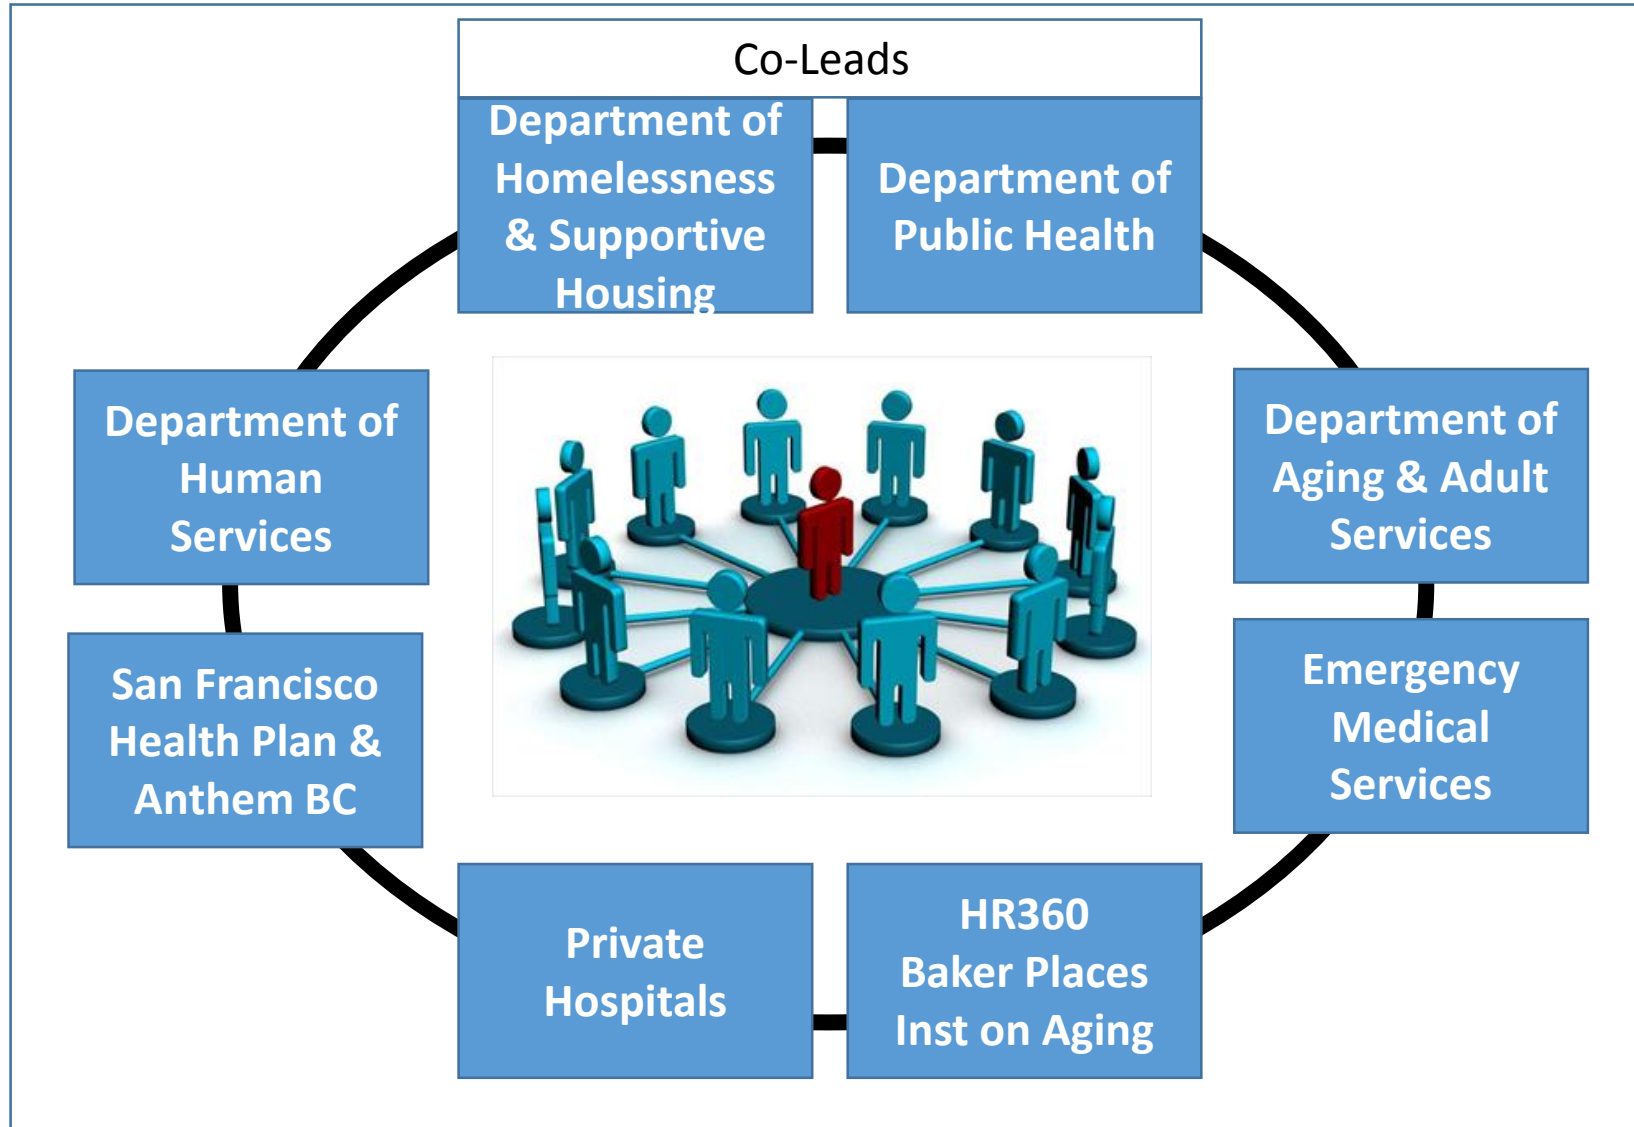 Co-Leads
Department of
Homelessness
& Supportive
Housing
Department of
Public Health
Department of
Human
Services
Department of
Aging & Adult
Services
San Francisco
Health Plan &
Anthem BC
Emergency
Medical
Services
Private
Hospitals
HR360
Baker Places
Inst on Aging